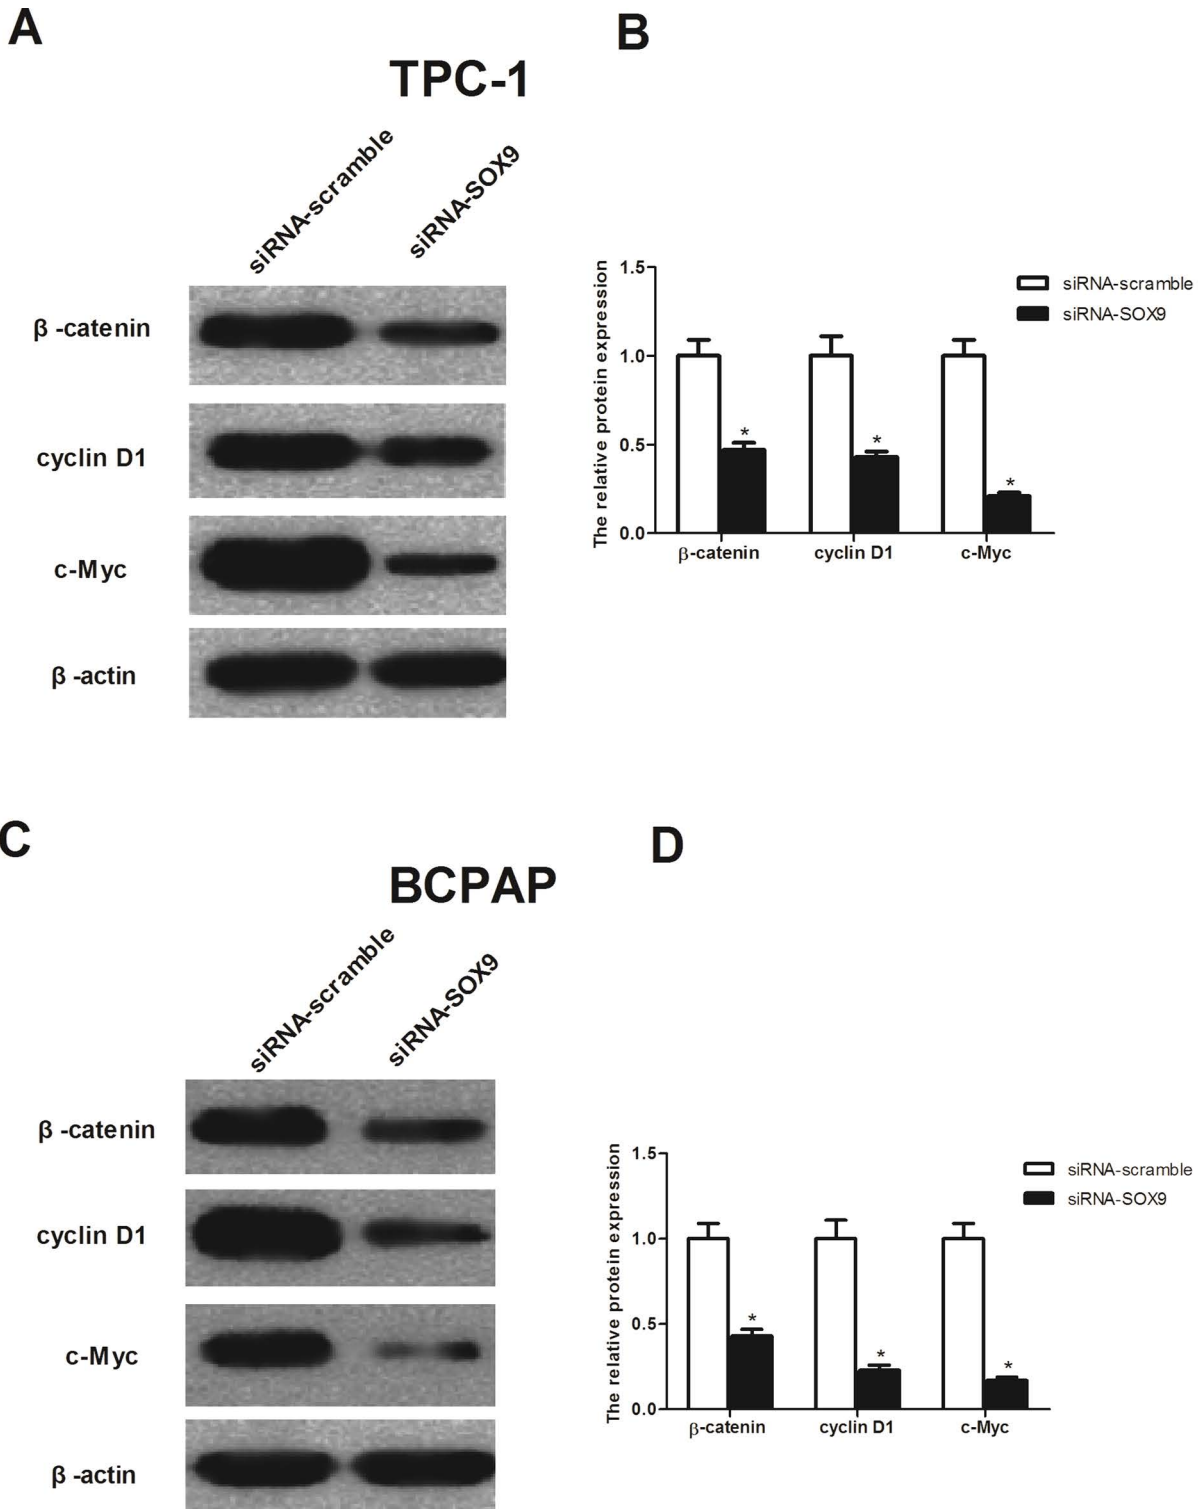 A
TPC-1
siRNA-scramble
siRNA-SOX9
β -catenin
cyclin D1
c-Myc
β -actin
B
The relative protein expression
1.5
1.0
0.5
0.0
siRNA-scramble
siRNA-SOX9
*
*
*
β-catenin
cyclin D1
c-Myc
C
BCPAP
siRNA-scramble
siRNA-SOX9
β -catenin
cyclin D1
c-Myc
β -actin
D
The relative protein expression
1.5
1.0
0.5
0.0
siRNA-scramble
siRNA-SOX9
*
*
*
β-catenin
cyclin D1
c-Myc